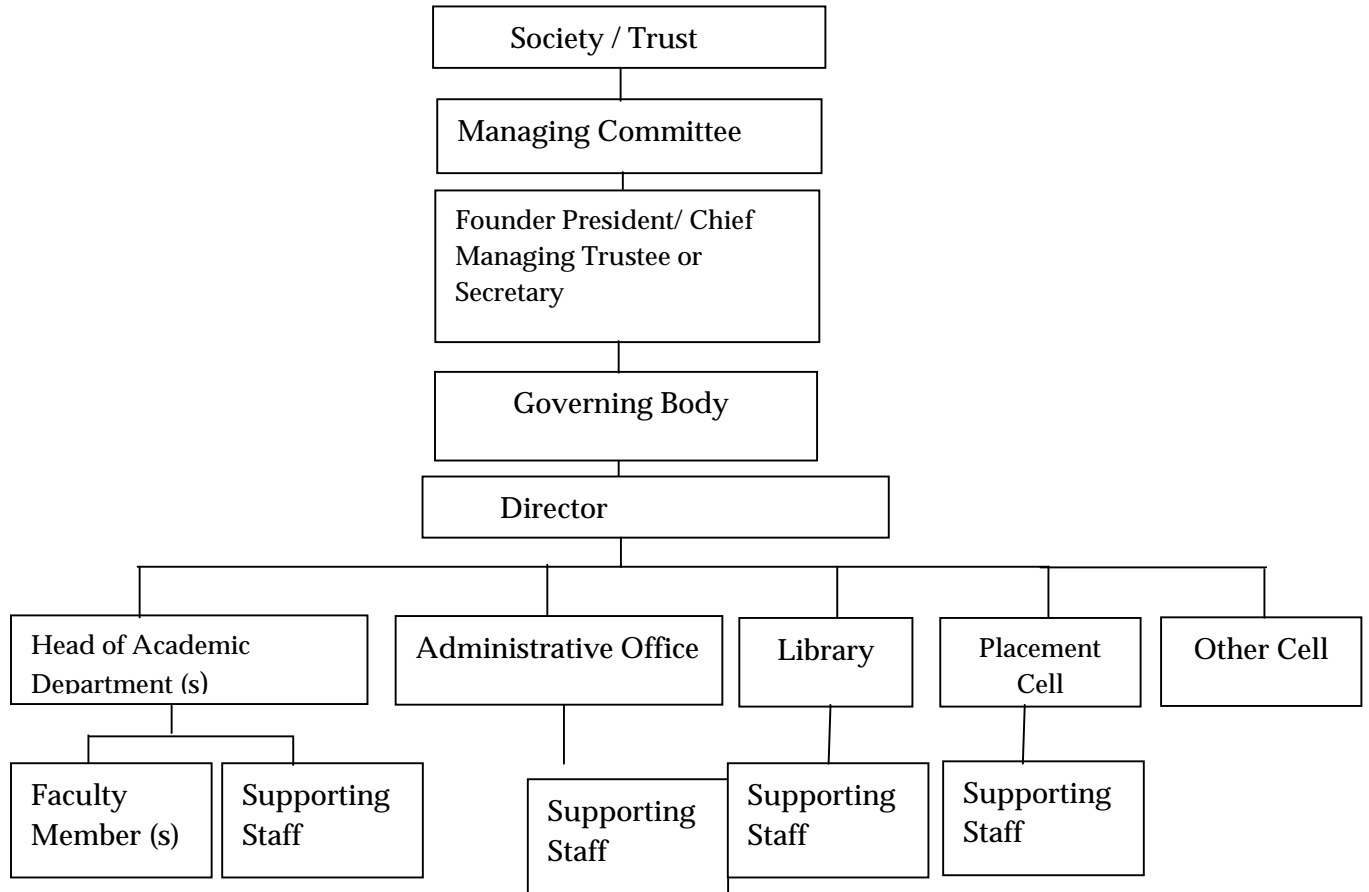 Society / Trust
Managing Committee
Founder President/ Chief
Managing Trustee or
Secretary
Governing Body
Director
Head of Academic
Department (s)
Administrative Office
Library
Placement
Cell
Other Cell
Faculty
Member (s)
Supporting
Staff
Supporting
Staff
Supporting
Staff
Supporting
Staff